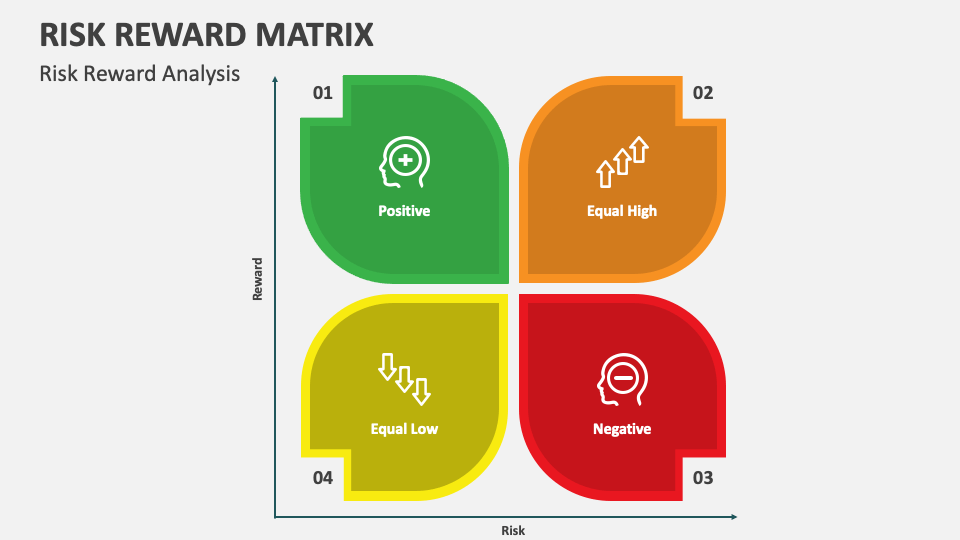 RISK REWARD MATRIX
Risk Reward Analysis
01
02
Positive
Equal High
Reward
Equal Low
Negative
04
03
Risk